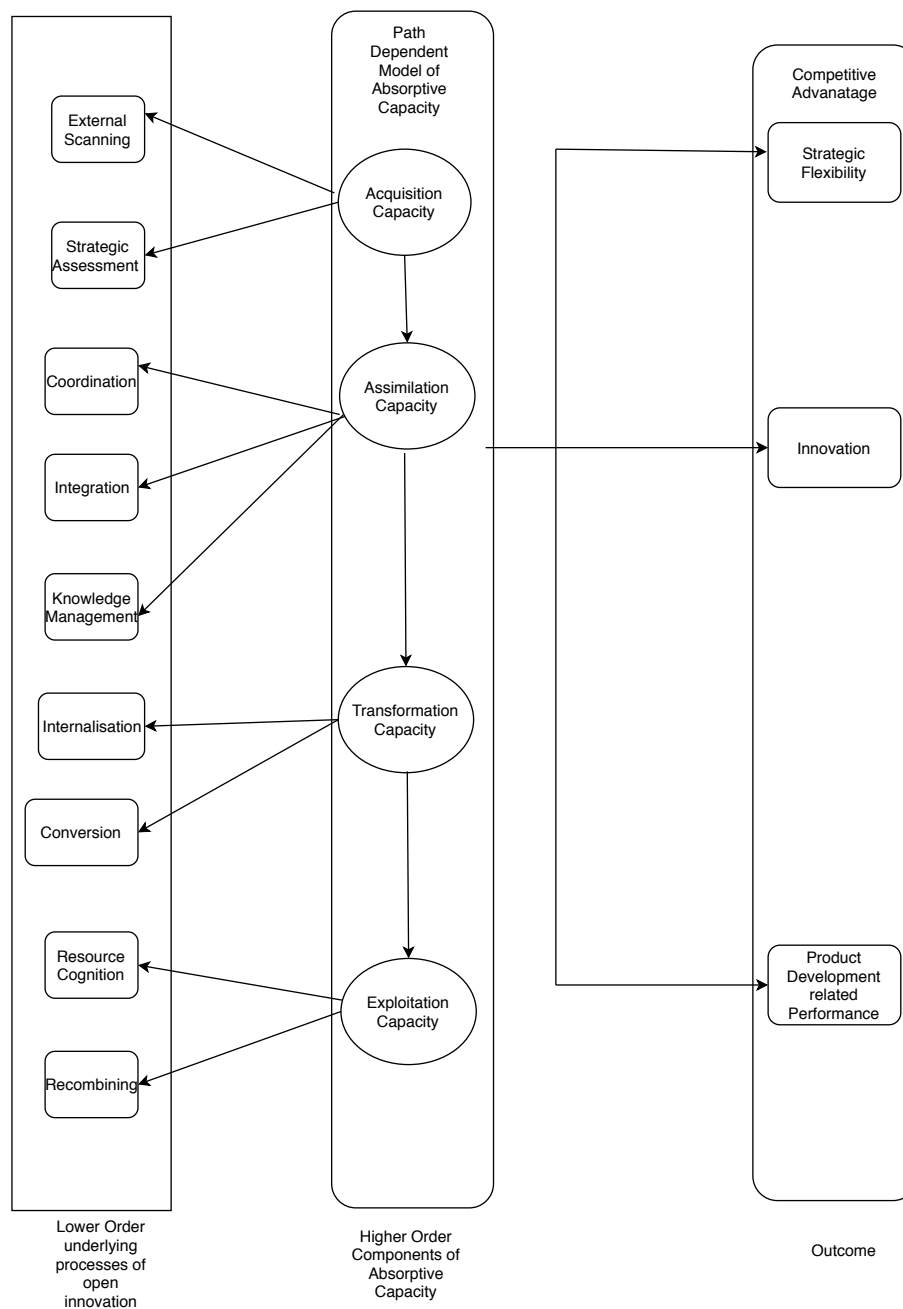 External
Scanning
Strategic
Assessment
Coordination
Integration
Knowledge
Management
Internalisation
Conversion
Resource
Cognition
Recombining
Lower Order
underlying
processes of
open
innovation
Path
Dependent
Model of
Absorptive
Capacity
Acquisition
Capacity
Assimilation
Capacity
Transformation
Capacity
Exploitation
Capacity
Higher Order
Components of
Absorptive
Capacity
Competitive
Advanatage
Strategic
Flexibility
Innovation
Product
Development
related
Performance
Outcome